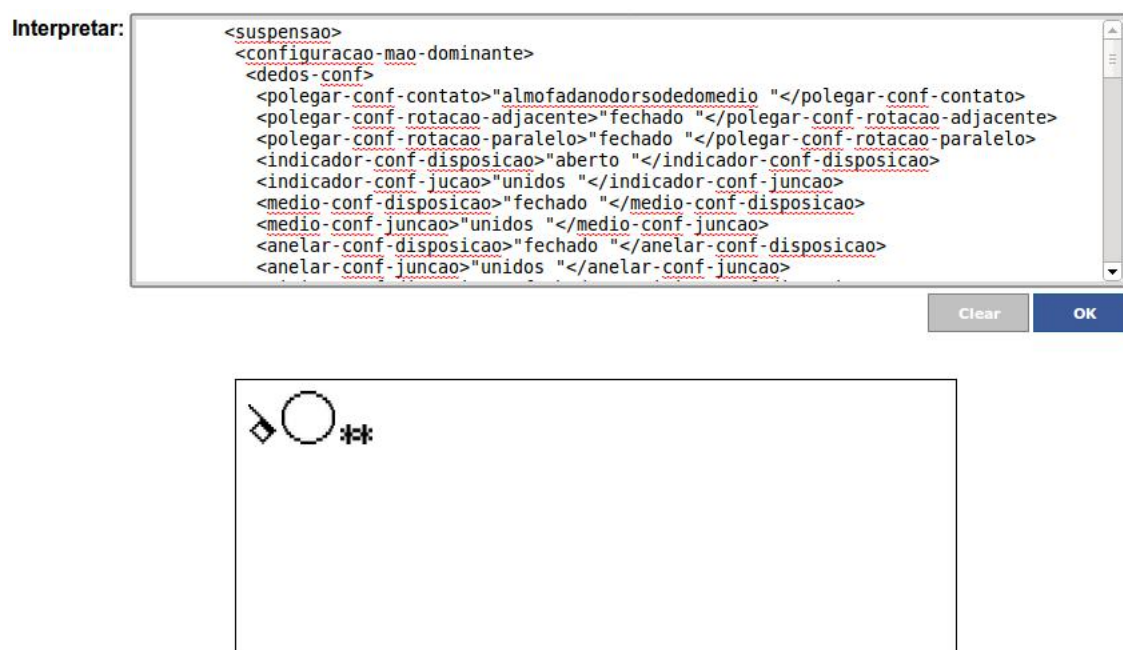 Interpretar:
<suspensao>
<configuracao-mao-dominante>
<dedos-conf>
<polegar-conf-contato>"almofadanodorsodedomedio "</polegar-conf-contato>
<polegar-conf-rotacao-adjacente>"fechado "</polegar-conf-rotacao-adjacente>
<polegar-conf-rotacao-paralelo>"fechado "</polegar-conf-rotacao-paralelo>
<indicador-conf-disposicao>"aberto "</indicador-conf-disposicao>
<indicador-conf-jucao>"unidos "</indicador-conf-juncao>
<medio-conf-disposicao>"fechado "</medio-conf-disposicao>
<medio-conf-juncao>"unidos "</medio-conf-juncao>
<anelar-conf-disposicao>"fechado "</anelar-conf-disposicao>
<anelar-conf-juncao>"unidos "</anelar-conf-juncao>
Clear
OK